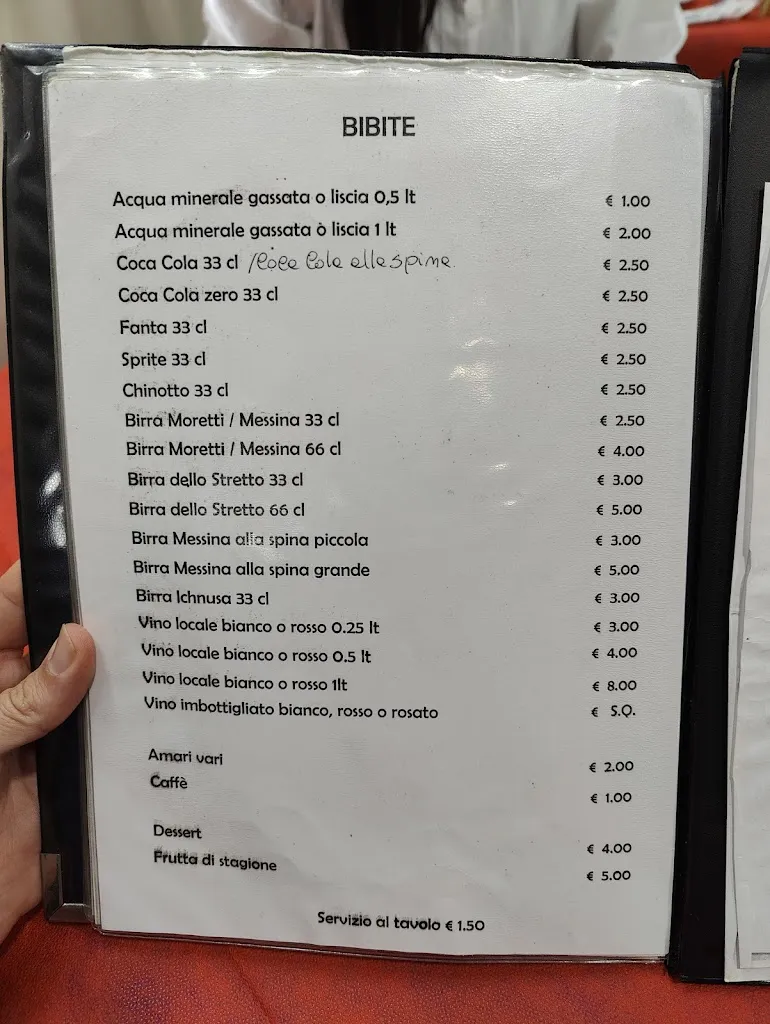 BIBITE
Acqua minerale gassata o liscia 0,5 lt € 1.00
Acqua minerale gassata ò liscia 1 lt € 2.00
Coca Cola 33 cl /Coca Cola alla spina € 2.50
Coca Cola zero 33 cl € 2.50
Fanta 33 cl € 2.50
Sprite 33 cl € 2.50
Chinotto 33 cl € 2.50
Birra Moretti / Messina 33 cl € 2.50
Birra Moretti / Messina 66 cl € 4.00
Birra dello Stretto 33 cl € 3.00
Birra dello Stretto 66 cl € 5.00
Birra Messina alla spina piccola € 3.00
Birra Messina alla spina grande € 5.00
Birra Ichnusa 33 cl € 3.00
Vino locale bianco o rosso 0.25 lt € 3.00
Vino locale bianco o rosso 0.5 lt € 4.00
Vino locale bianco o rosso 1lt € 8.00
Vino imbottigliato bianco, rosso o rosato € S.Q.
Amari vari € 2.00
Caffè € 1.00
Dessert € 4.00
Frutta di stagione € 5.00
Servizio al tavolo € 1.50